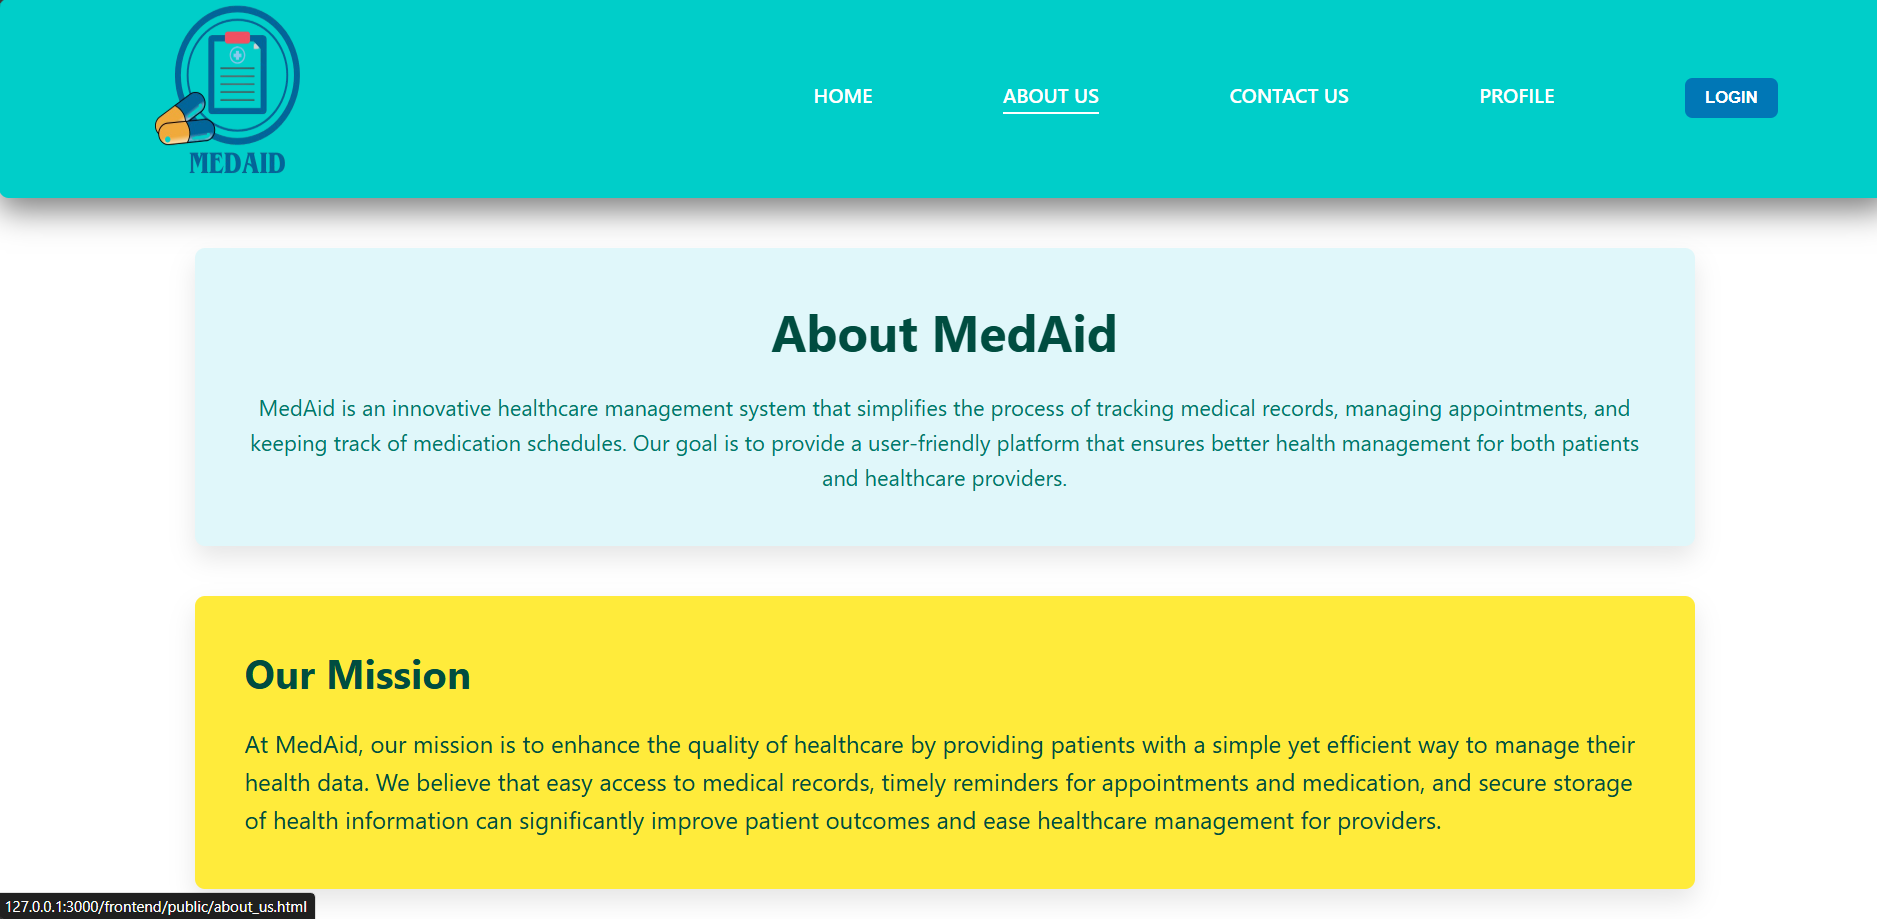 MEDAID
HOME
ABOUT US
CONTACT US
PROFILE
LOGIN
About MedAid
MedAid is an innovative healthcare management system that simplifies the process of tracking medical records, managing appointments, and
keeping track of medication schedules. Our goal is to provide a user-friendly platform that ensures better health management for both patients
and healthcare providers.
Our Mission
At MedAid, our mission is to enhance the quality of healthcare by providing patients with a simple yet efficient way to manage their
health data. We believe that easy access to medical records, timely reminders for appointments and medication, and secure storage
of health information can significantly improve patient outcomes and ease healthcare management for providers.
127.0.0.1:3000/frontend/public/about_us.html